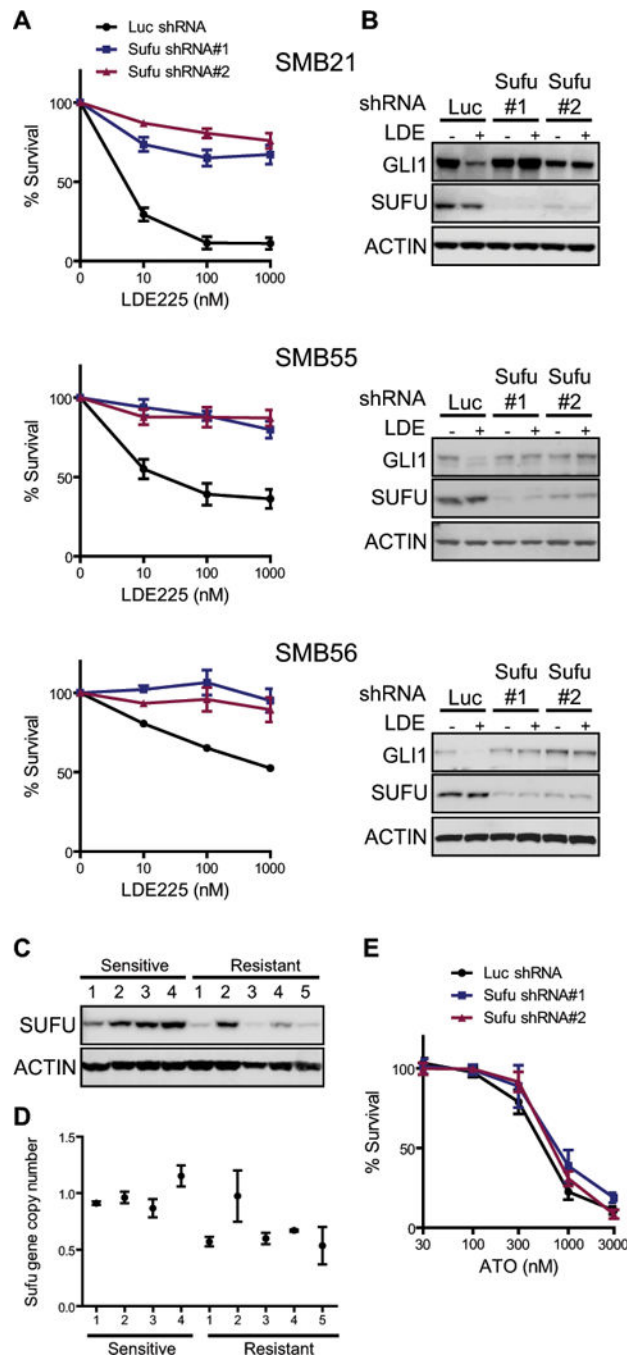 A
Luc shRNA
Sufu shRNA#1
Sufu shRNA#2
SMB21
100
50
0
% Survival
0 10 100 1000
LDE225 (nM)
SMB55
100
50
0
% Survival
0 10 100 1000
LDE225 (nM)
SMB56
100
50
0
% Survival
0 10 100 1000
LDE225 (nM)
B
Sufu Sufu
shRNA Luc #1 #2
LDE - + - + - +
GLI1
SUFU
ACTIN
Sufu Sufu
shRNA Luc #1 #2
LDE - + - + - +
GLI1
SUFU
ACTIN
Sufu Sufu
shRNA Luc #1 #2
LDE - + - + - +
GLI1
SUFU
ACTIN
C
Sensitive Resistant
1 2 3 4 1 2 3 4 5
SUFU
ACTIN
D
Sufu gene copy number
1.5
1.0
0.5
0.0
1 2 3 4 1 2 3 4 5
Sensitive Resistant
E
Luc shRNA
Sufu shRNA#1
Sufu shRNA#2
100
50
0
% Survival
30 100 300 1000 3000
ATO (nM)